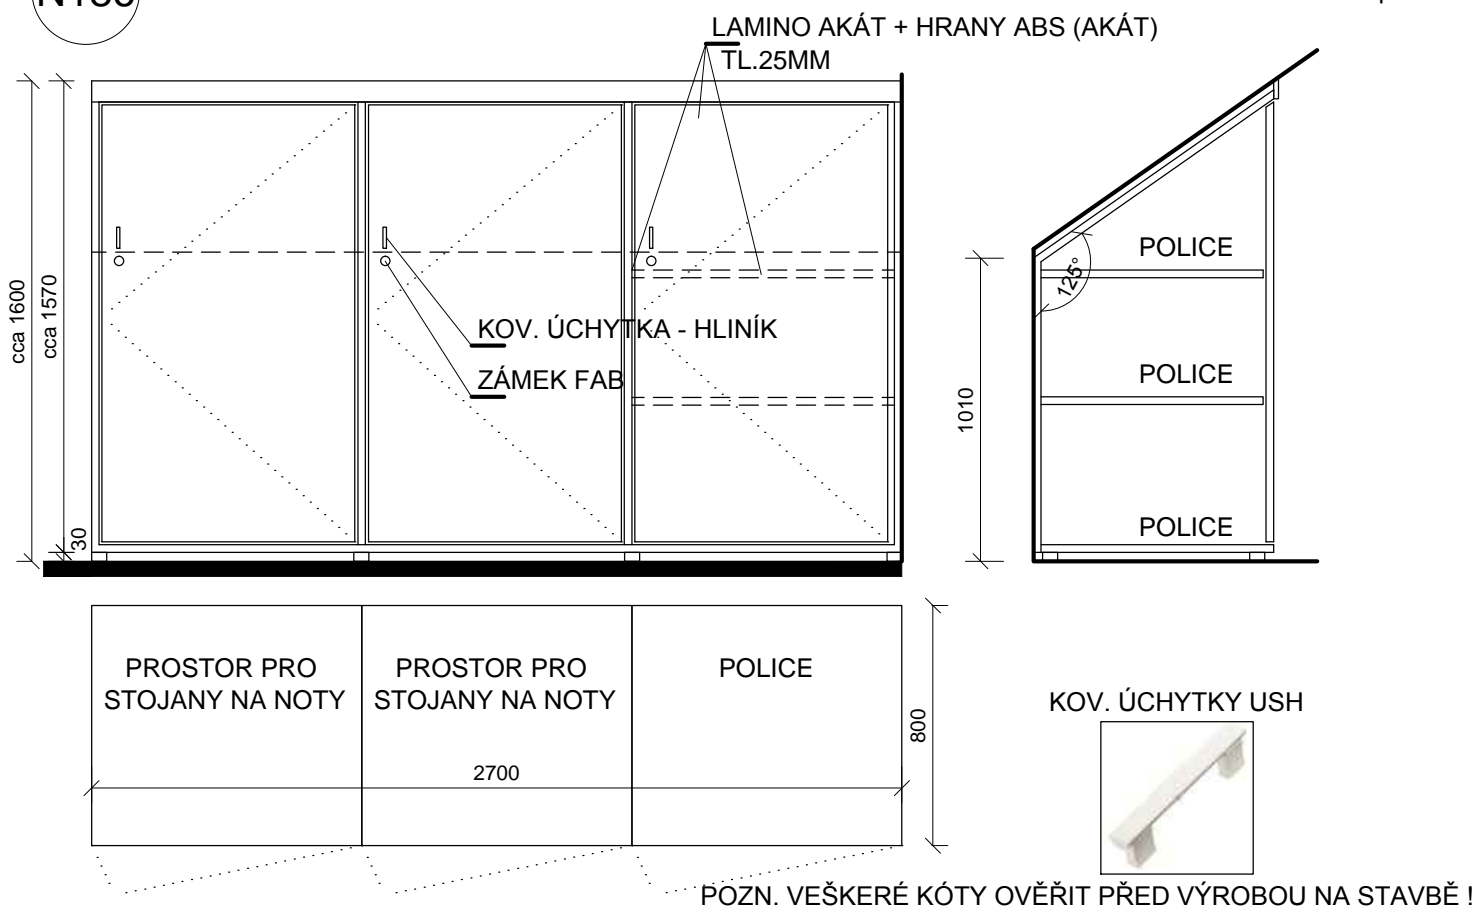 LAMINO AKÁT + HRANY ABS (AKÁT)
TL.25MM
cca 1600
cca 1570
30
KOV. ÚCHYTKA - HLINÍK
ZÁMEK FAB
POLICE
125°
POLICE
1010
POLICE
PROSTOR PRO
STOJANY NA NOTY
PROSTOR PRO
STOJANY NA NOTY
POLICE
2700
800
KOV. ÚCHYTKY USH
POZN. VEŠKERÉ KÓTY OVĚŘIT PŘED VÝROBOU NA STAVBĚ !